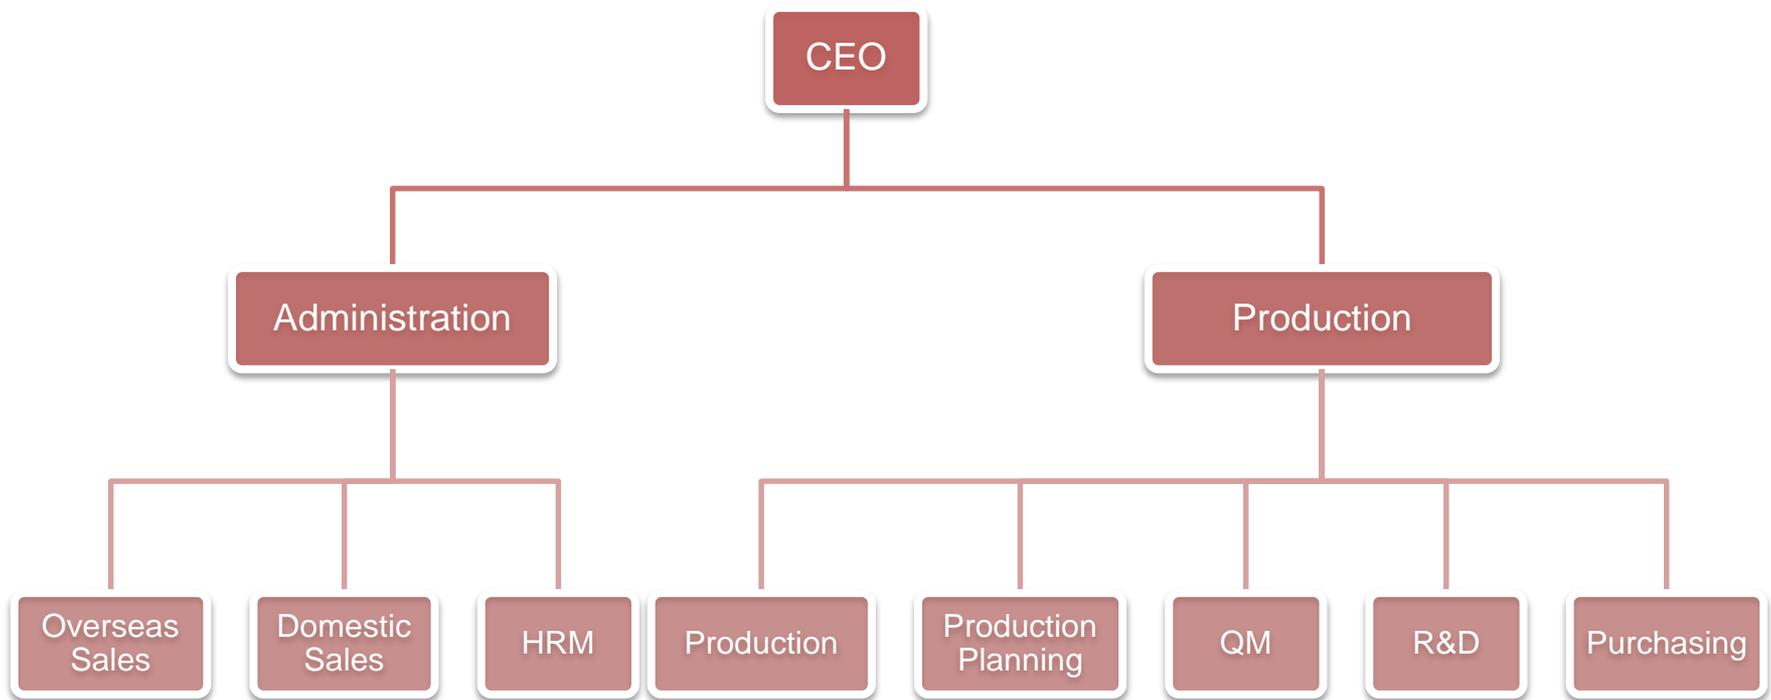 CEO
Administration
Production
Overseas
Sales
Domestic
Sales
HRM
Production
Production
Planning
QM
R&D
Purchasing